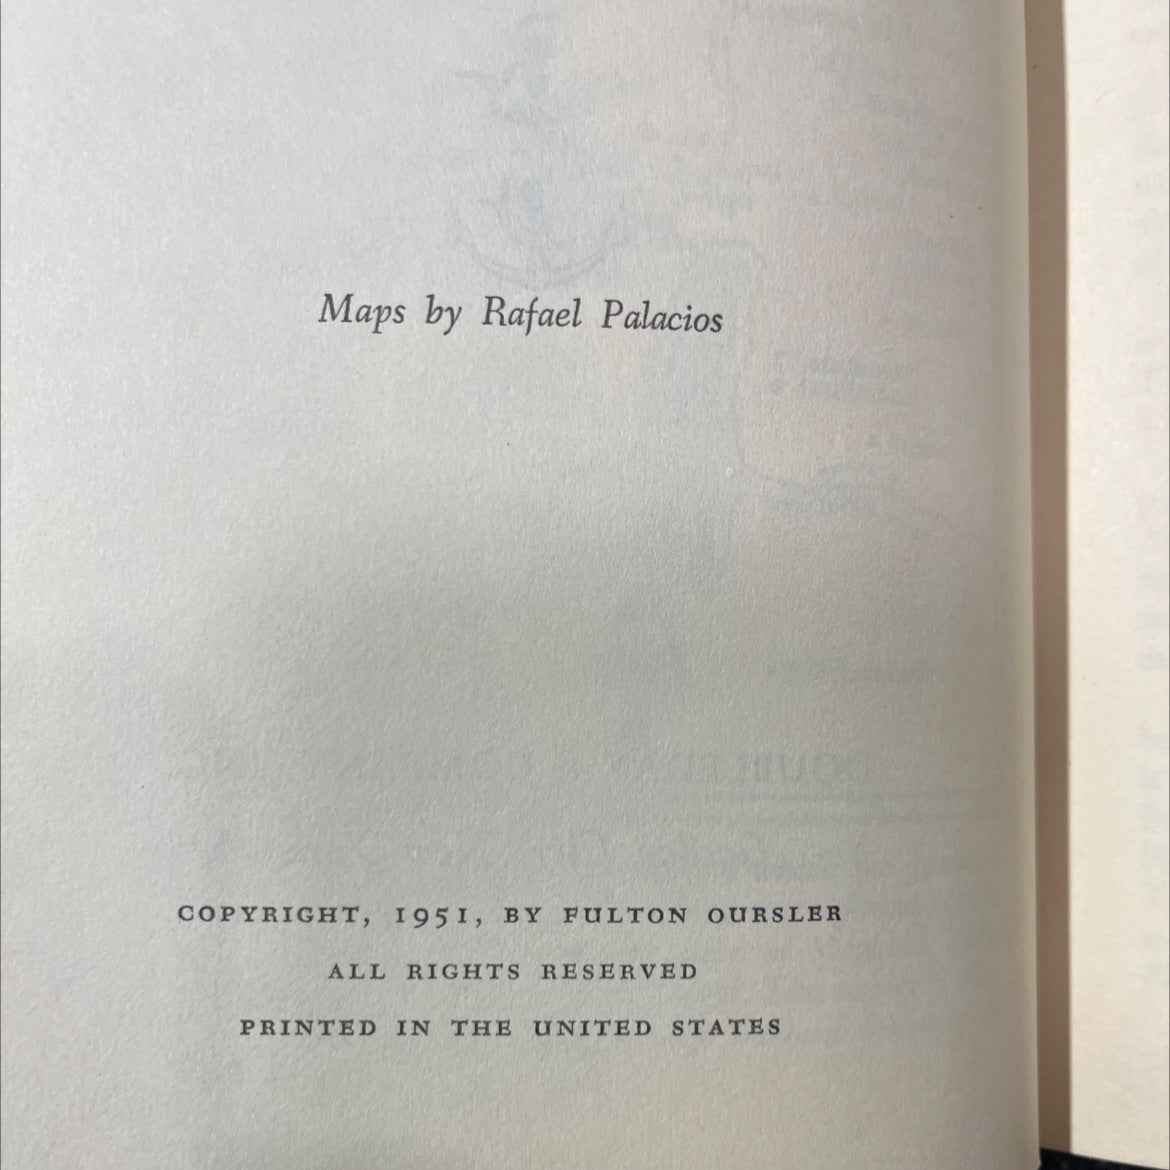 Maps by Rafael Palacios
COPYRIGHT, 1951, BY FULTON OURSLER
ALL RIGHTS RESERVED
PRINTED IN THE UNITED STATES